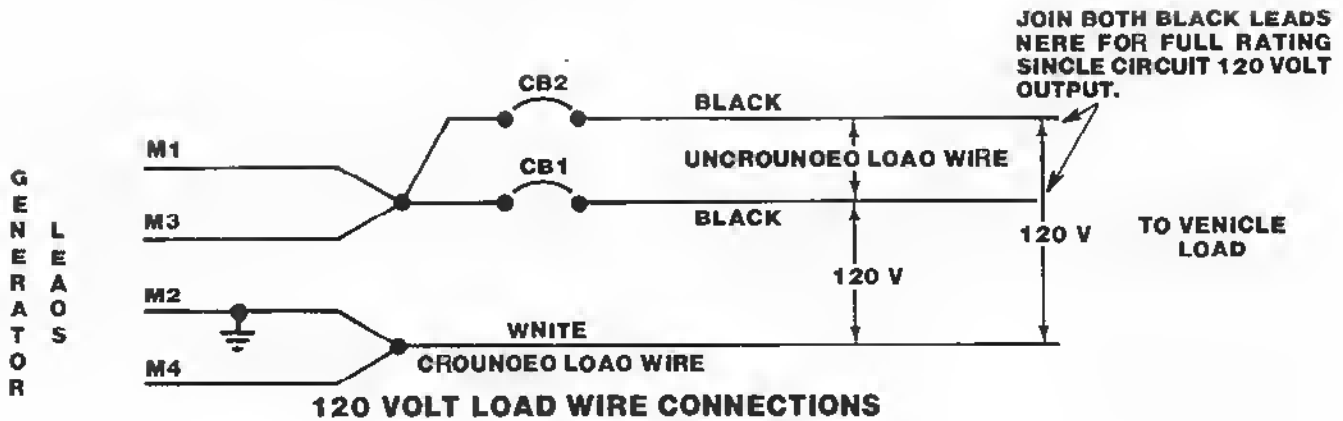 JOIN BOTH BLACK LEADS
NERE FOR FULL RATING
SINCLE CIRCUIT 120 VOLT
OUTPUT.
CB2
BLACK
M1
UNCROUNOEO LOAO WIRE
CB1
GENERATOR
LEAOS
M3
BLACK
120 V
TO VENICLE
LOAD
120 V
M2
WNITE
CROUNOEO LOAO WIRE
M4
120 VOLT LOAD WIRE CONNECTIONS